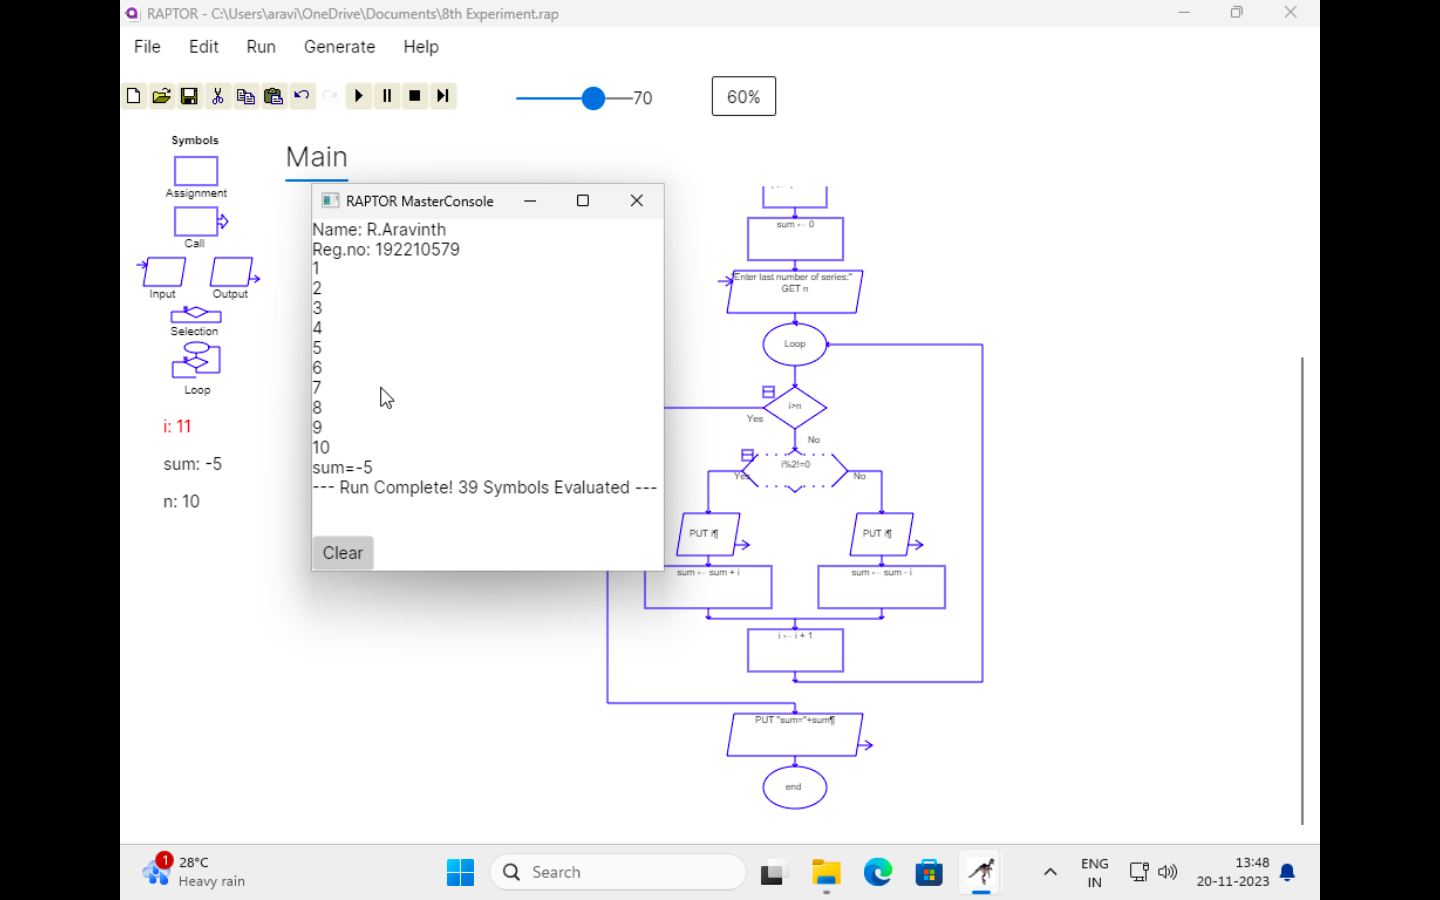 RAPTOR - C:\Users\aravi\OneDrive\Documents\8th Experiment.rap
File Edit Run Generate Help
70
60%
Symbols
Assignment
Call
Input Output
Selection
Loop
i: 11
sum: -5
n: 10
Main
RAPTOR MasterConsole
Name: R.Aravinth
Reg.no: 192210579
1
2
3
4
5
6
7
8
9
10
sum=-5
--- Run Complete! 39 Symbols Evaluated ---
Clear
sum ← 0
"Enter last number of series:"
GET n
Loop
i>n
Yes
No
i%2!=0
Yes
No
PUT i¶
PUT i¶
sum ← sum + i
sum ← sum - i
i ← i + 1
PUT "sum="+sum¶
end
1
28°C
Heavy rain
Search
ENG
IN
13:48
20-11-2023